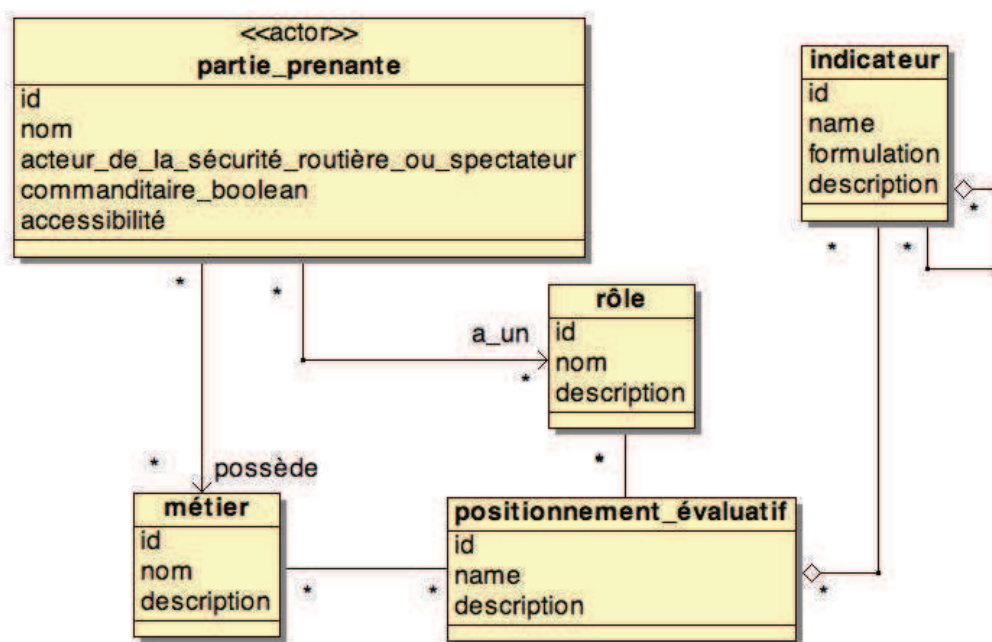 <<actor>>
partie_prenante
id
nom
acteur_de_la_sécurité_routière_ou_spectateur
commanditaire_boolean
accessibilité
indicateur
id
name
formulation
description
*
*
*
*
*
rôle
id
nom
description
a_un
*
*
*
possède
métier
id
nom
description
*
*
positionnement_évaluatif
id
name
description
*